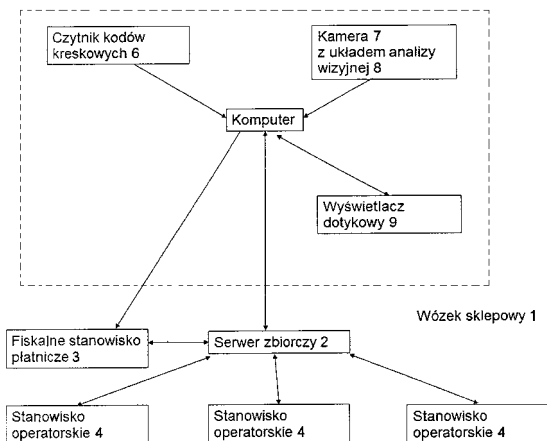 Czytnik kodów
kreskowych 6
Kamera 7
z układem analizy
wizyjnej 8
Komputer
Wyświetlacz
dotykowy 9
Wózek sklepowy 1
Fiskalne stanowisko
płatnicze 3
Serwer zbiorczy 2
Stanowisko
operatorskie 4
Stanowisko
operatorskie 4
Stanowisko
operatorskie 4